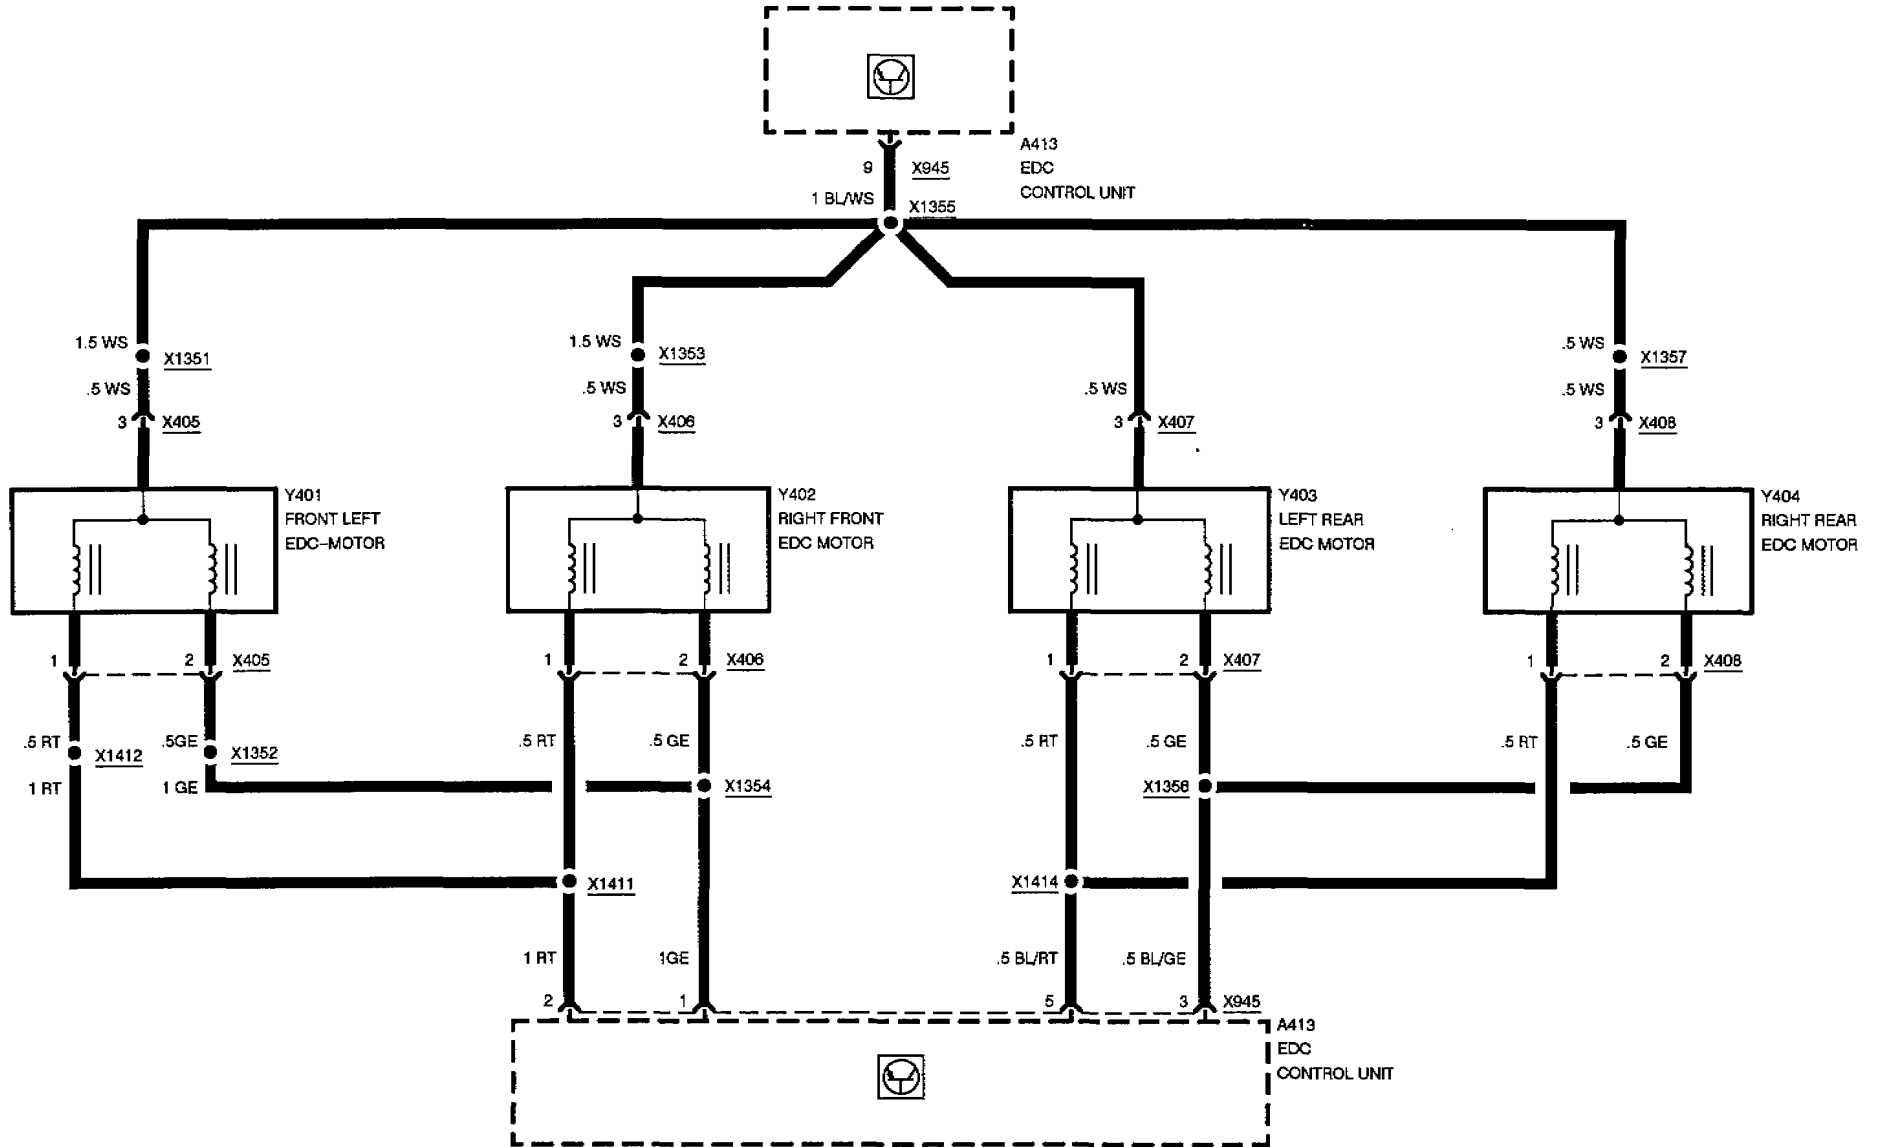 A413
EDC
CONTROL UNIT
9 X945
1 BL/WS
X1355
1.5 WS
X1351
.5 WS
3 X405
1.5 WS
X1353
.5 WS
3 X406
.5 WS
3 X407
.5 WS
X1357
.5 WS
3 X408
Y401
FRONT LEFT
EDC-MOTOR
Y402
RIGHT FRONT
EDC MOTOR
Y403
LEFT REAR
EDC MOTOR
Y404
RIGHT REAR
EDC MOTOR
1 2 X405
1 2 X406
1 2 X407
1 2 X408
.5 RT
X1412
.5GE
X1352
.5 RT
.5 GE
.5 RT
.5 GE
.5 RT
.5 GE
1 RT
1 GE
X1354
X1356
X1411
X1414
1 RT
1GE
.5 BL/RT
.5 BL/GE
2 1 5 3 X945
A413
EDC
CONTROL UNIT